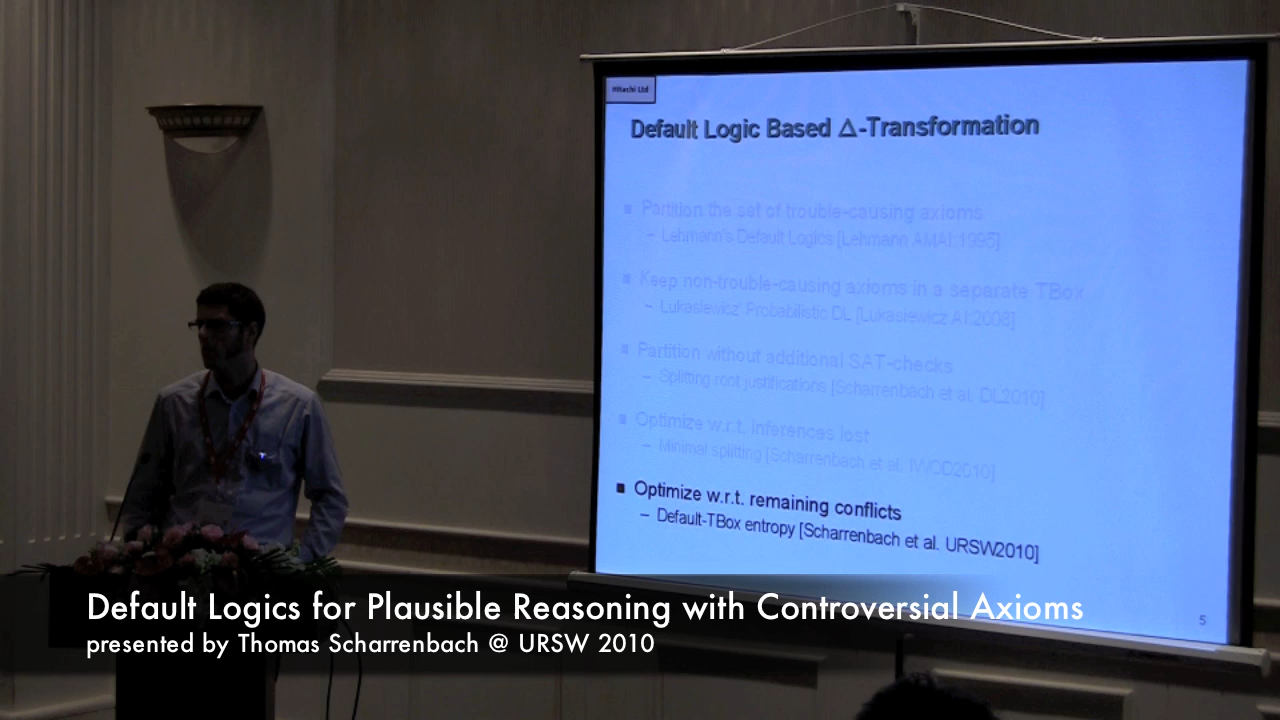 Hitachi Ltd
Default Logic Based Δ-Transformation
▪ Partition the set of trouble-causing axioms
– Lehmann's Default Logics [Lehmann AMAI:1995]
▪ Keep non-trouble-causing axioms in a separate TBox
– Lukasiewicz' Probabilistic DL [Lukasiewicz AI:2008]
▪ Partition without additional SAT-checks
– Splitting root justifications [Scharrenbach et al. DL2010]
▪ Optimize w.r.t. inferences lost
– Minimal splitting [Scharrenbach et al. IWOD2010]
▪ Optimize w.r.t. remaining conflicts
– Default-TBox entropy [Scharrenbach et al. URSW2010]
5
Default Logics for Plausible Reasoning with Controversial Axioms
presented by Thomas Scharrenbach @ URSW 2010